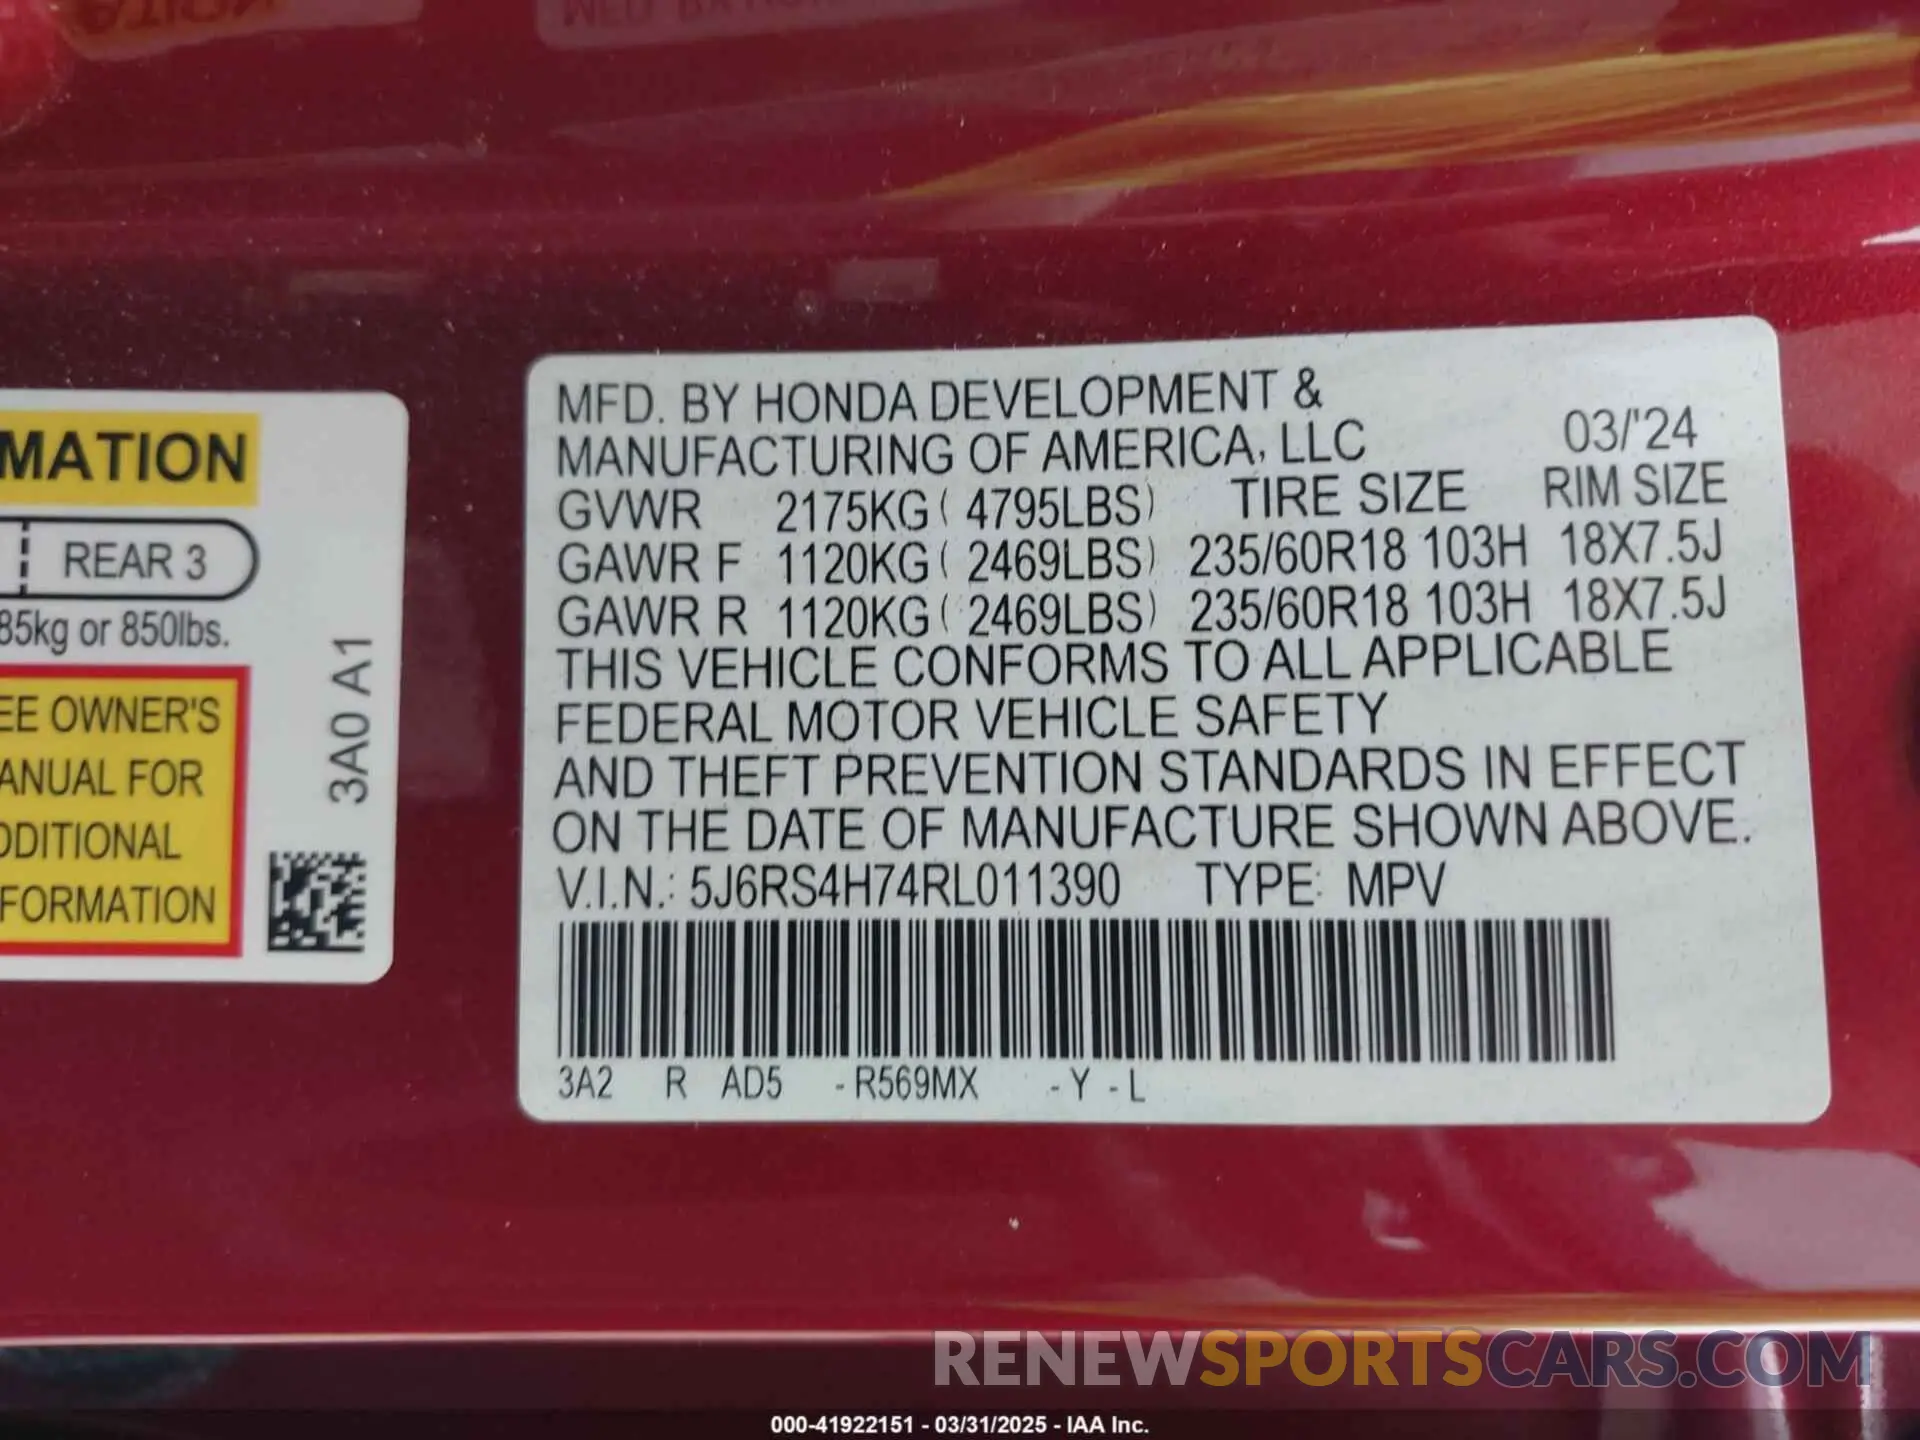 MATION
REAR 3
85kg or 850lbs.
EE OWNER'S
ANUAL FOR
DDITIONAL
FORMATION
3A0 A1
MFD. BY HONDA DEVELOPMENT &
MANUFACTURING OF AMERICA, LLC 03/'24
GVWR 2175KG ( 4795LBS) TIRE SIZE RIM SIZE
GAWR F 1120KG ( 2469LBS) 235/60R18 103H 18X7.5J
GAWR R 1120KG ( 2469LBS) 235/60R18 103H 18X7.5J
THIS VEHICLE CONFORMS TO ALL APPLICABLE
FEDERAL MOTOR VEHICLE SAFETY
AND THEFT PREVENTION STANDARDS IN EFFECT
ON THE DATE OF MANUFACTURE SHOWN ABOVE.
V.I.N.: 5J6RS4H74RL011390 TYPE: MPV
3A2 R AD5 -R569MX -Y -L
RENEWSPORTSCARS.COM
000-41922151 - 03/31/2025 - IAA Inc.